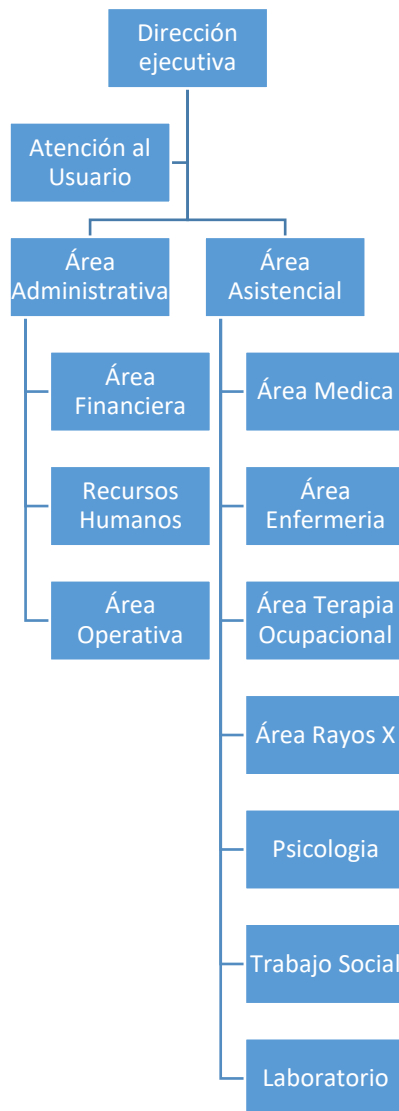 Dirección
ejecutiva
Atención al
Usuario
Área
Administrativa
Área
Financiera
Recursos
Humanos
Área
Operativa
Área
Asistencial
Área Medica
Área
Enfermeria
Área Terapia
Ocupacional
Área Rayos X
Psicologia
Trabajo Social
Laboratorio